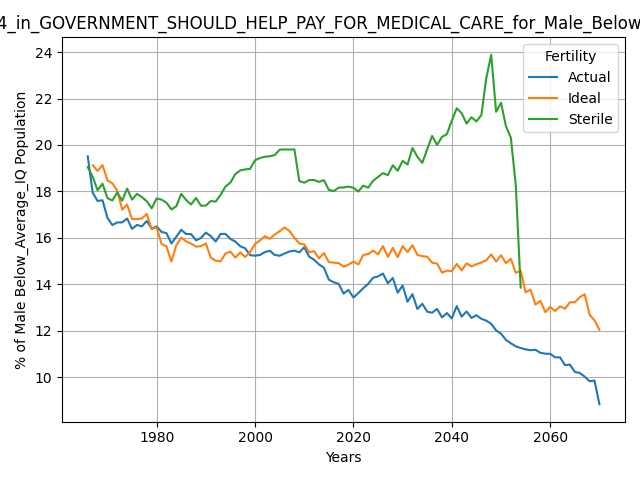 4_in_GOVERNMENT_SHOULD_HELP_PAY_FOR_MEDICAL_CARE_for_Male_Below
% of Male Below_Average_IQ Population
24
22
20
18
16
14
12
10
Fertility
Actual
Ideal
Sterile
1980
2000
2020
2040
2060
Years